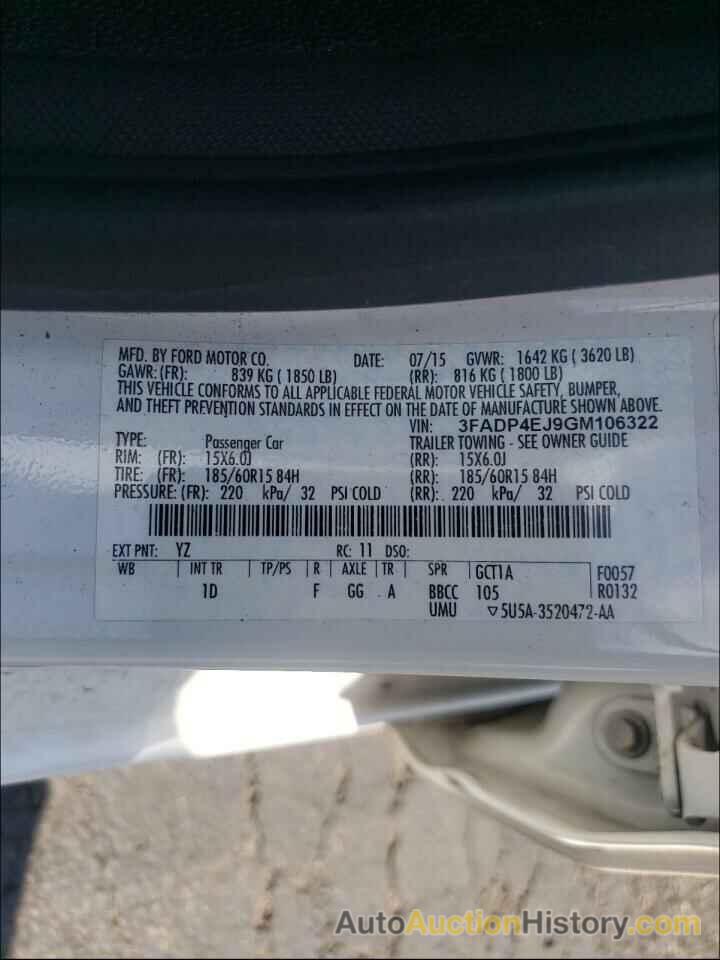 MFD. BY FORD MOTOR CO. DATE: 07/15 GVWR: 1642 KG ( 3620 LB)
GAWR: (FR): 839 KG ( 1850 LB) (RR): 816 KG ( 1800 LB)
THIS VEHICLE CONFORMS TO ALL APPLICABLE FEDERAL MOTOR VEHICLE SAFETY, BUMPER,
AND THEFT PREVENTION STANDARDS IN EFFECT ON THE DATE OF MANUFACTURE SHOWN ABOVE.
VIN: 3FADP4EJ9GM106322
TYPE: Passenger Car TRAILER TOWING - SEE OWNER GUIDE
RIM: (FR): 15X6.0J (RR): 15X6.0J
TIRE: (FR): 185/60R15 84H (RR): 185/60R15 84H
PRESSURE: (FR): 220 kPa/ 32 PSI COLD (RR): 220 kPa/ 32 PSI COLD
EXT PNT: YZ RC: 11 DSO:
WB INT TR TP/PS R AXLE TR SPR GCT1A F0057
1D F GG A BBCC 105 R0132
UMU ▽5U5A-3520472-AA
AutoAuctionHistory.com